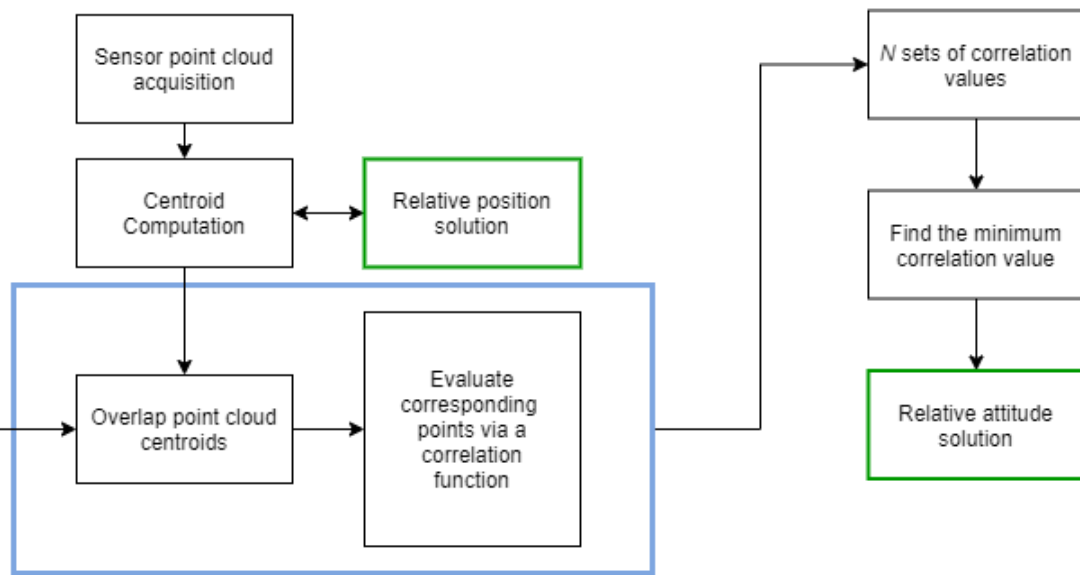 Sensor point cloud
acquisition
Centroid
Computation
Relative position
solution
Overlap point cloud
centroids
Evaluate
corresponding
points via a
correlation
function
N sets of correlation
values
Find the minimum
correlation value
Relative attitude
solution